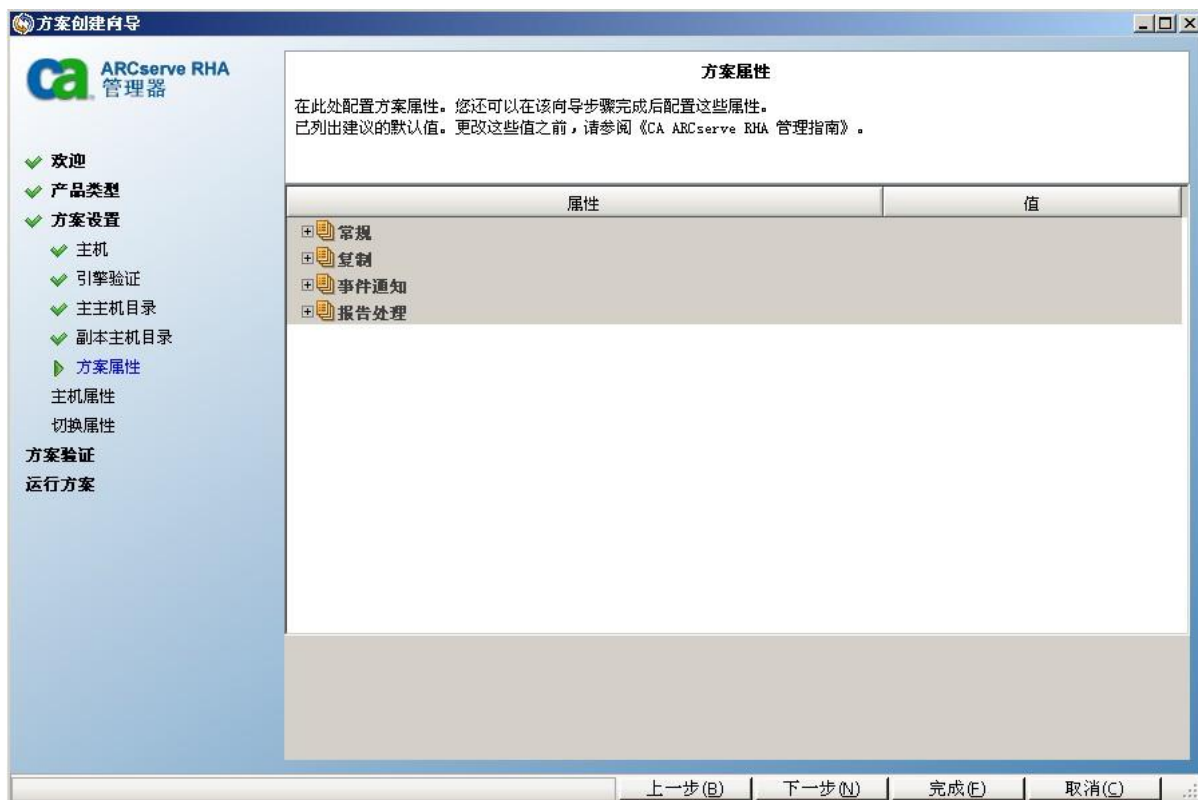 方案创建向导
ca
ARCserve RHA
管理器
欢迎
产品类型
方案设置
主机
引擎验证
主主机目录
副本主机目录
方案属性
主机属性
切换属性
方案验证
运行方案
方案属性
在此处配置方案属性。您还可以在该向导步骤完成后配置这些属性。
已列出建议的默认值。更改这些值之前，请参阅《CA ARCserve RHA 管理指南》。
属性 值
常规
复制
事件通知
报告处理
上一步(B) 下一步(N) 完成(F) 取消(C)